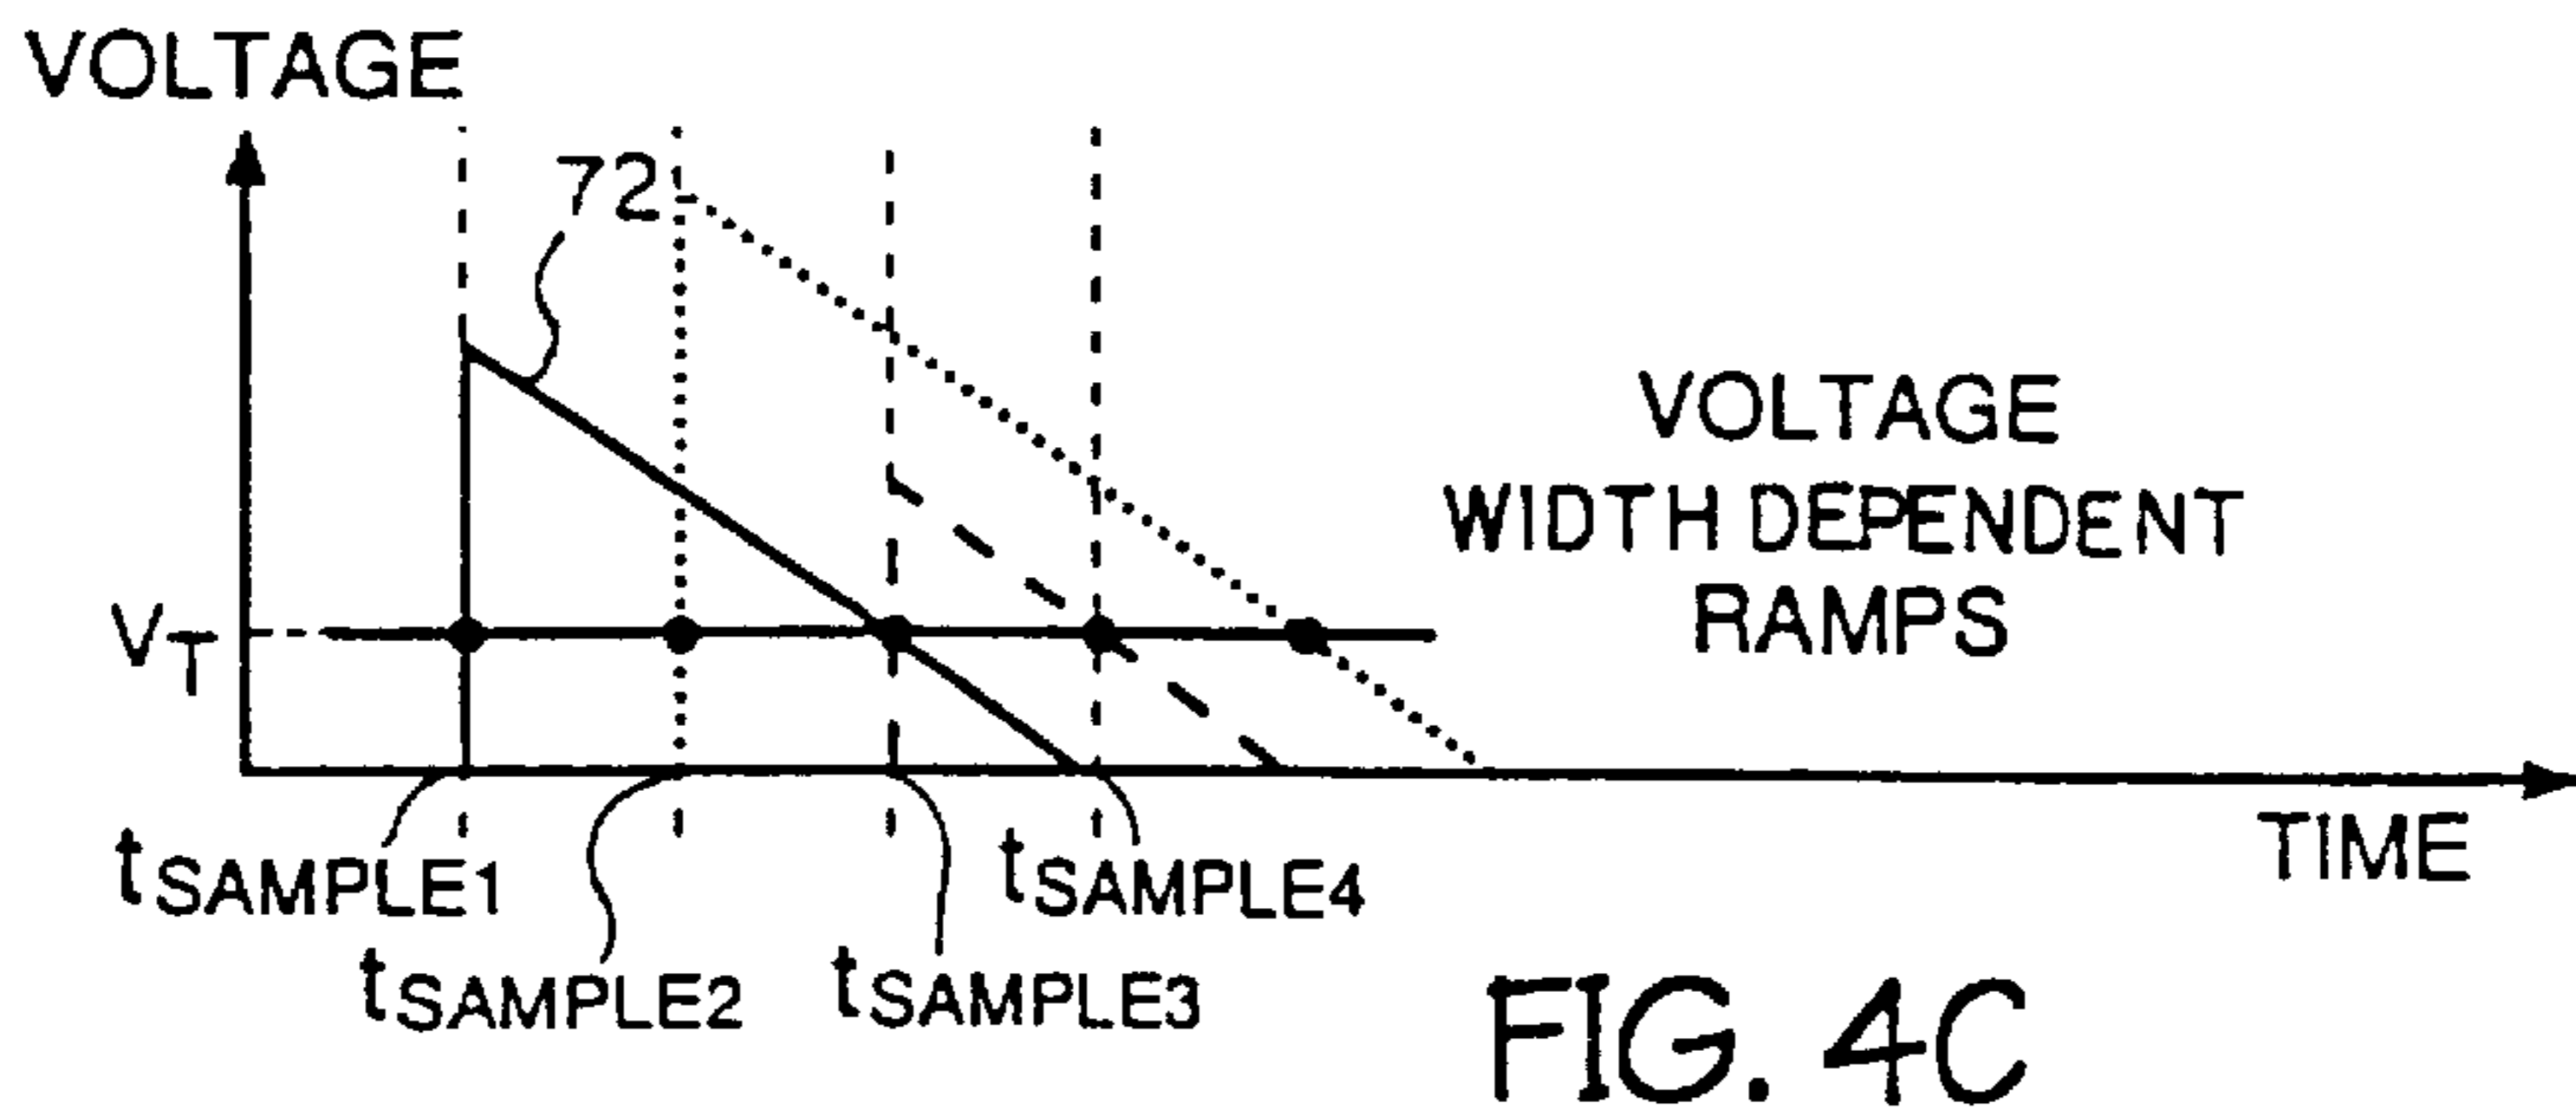 VOLTAGE
72
VOLTAGE
WIDTH DEPENDENT
RAMPS
VT
TIME
tSAMPLE1
tSAMPLE4
tSAMPLE2
tSAMPLE3
FIG. 4C